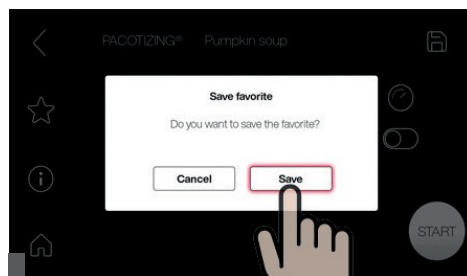 PACOTIZING® Pumpkin soup
Save favorite
Do you want to save the favorite?
Cancel Save
START